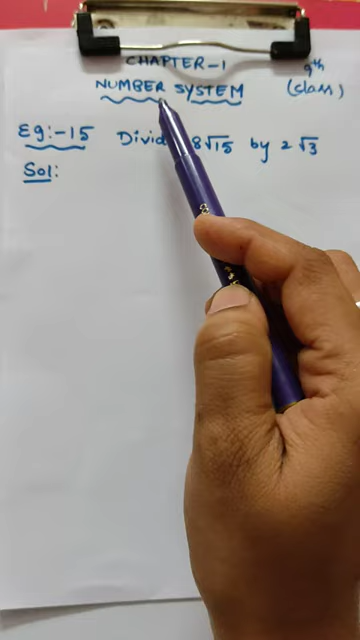 CHAPTER-1
9th
NUMBER SYSTEM
(class)
Eg:-15 Divid 8√15 by 2√3
Sol: